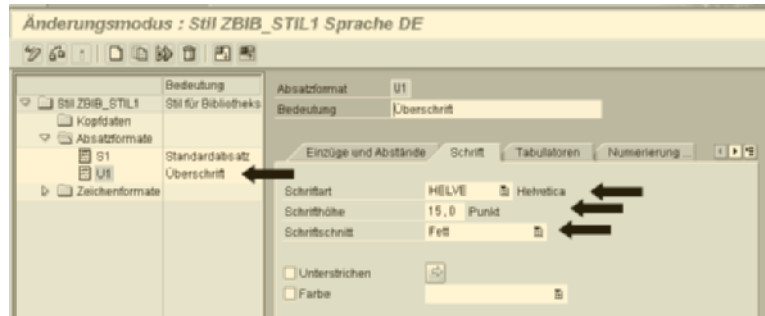 Änderungsmodus : Stil ZBIB_STIL1 Sprache DE
Bedeutung
Stil ZBIB_STIL1 Stil für Bibliotheks
Kopfdaten
Absatzformate
S1 Standardabsatz
U1 Überschrift
Zeichenformate
Absatzformat U1
Bedeutung Überschrift
Einzüge und Abstände Schrift Tabulatoren Numerierung ...
Schriftart HELVE Helvetica
Schrifthöhe 15,0 Punkt
Schriftschnitt Fett
Unterstrichen
Farbe